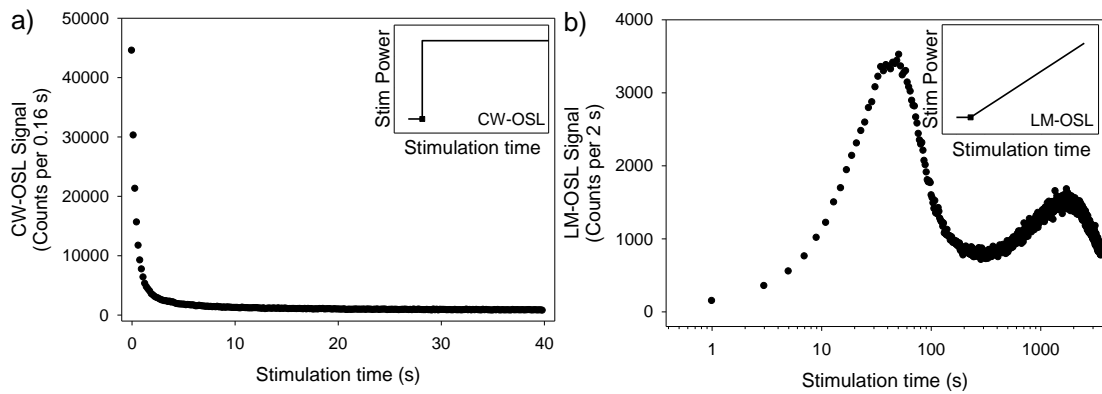 a)
CW-OSL Signal
(Counts per 0.16 s)
50000
40000
30000
20000
10000
0
0 10 20 30 40
Stimulation time (s)
Stim Power
CW-OSL
Stimulation time
b)
LM-OSL Signal
(Counts per 2 s)
4000
3000
2000
1000
0
1 10 100 1000
Stimulation time (s)
Stim Power
LM-OSL
Stimulation time